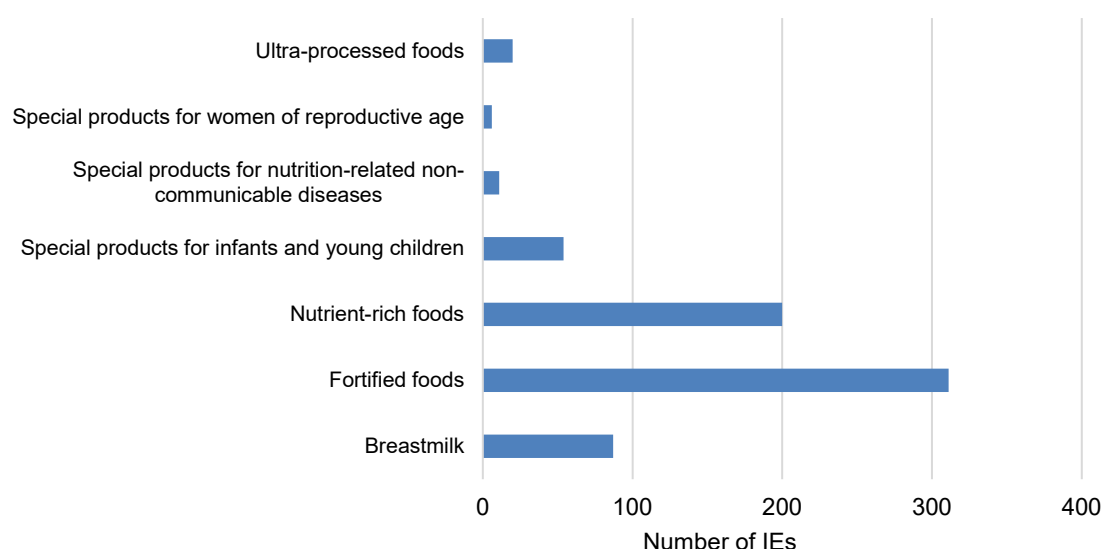 Ultra-processed foods
Special products for women of reproductive age
Special products for nutrition-related non-
communicable diseases
Special products for infants and young children
Nutrient-rich foods
Fortified foods
Breastmilk
0 100 200 300 400
Number of IEs